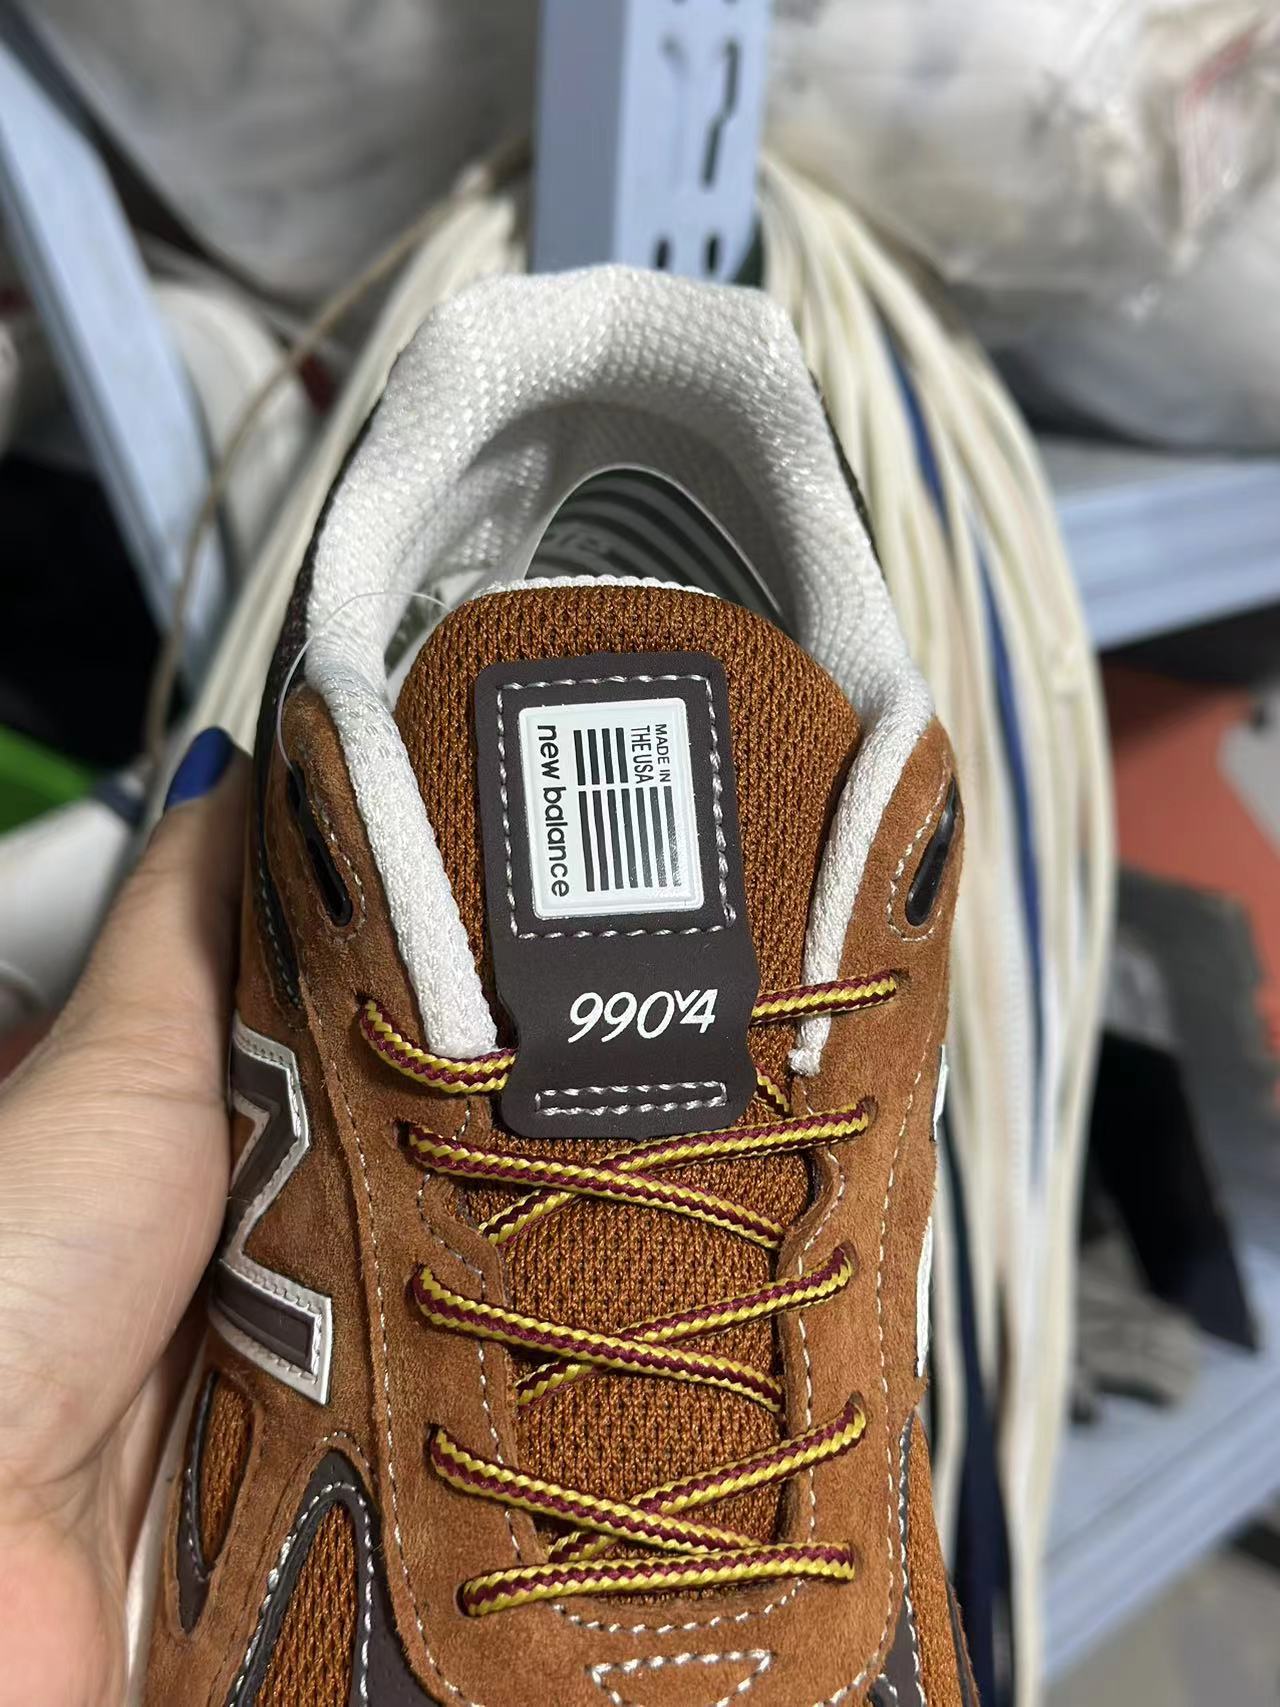 MADE IN
THE USA
new balance
990V4